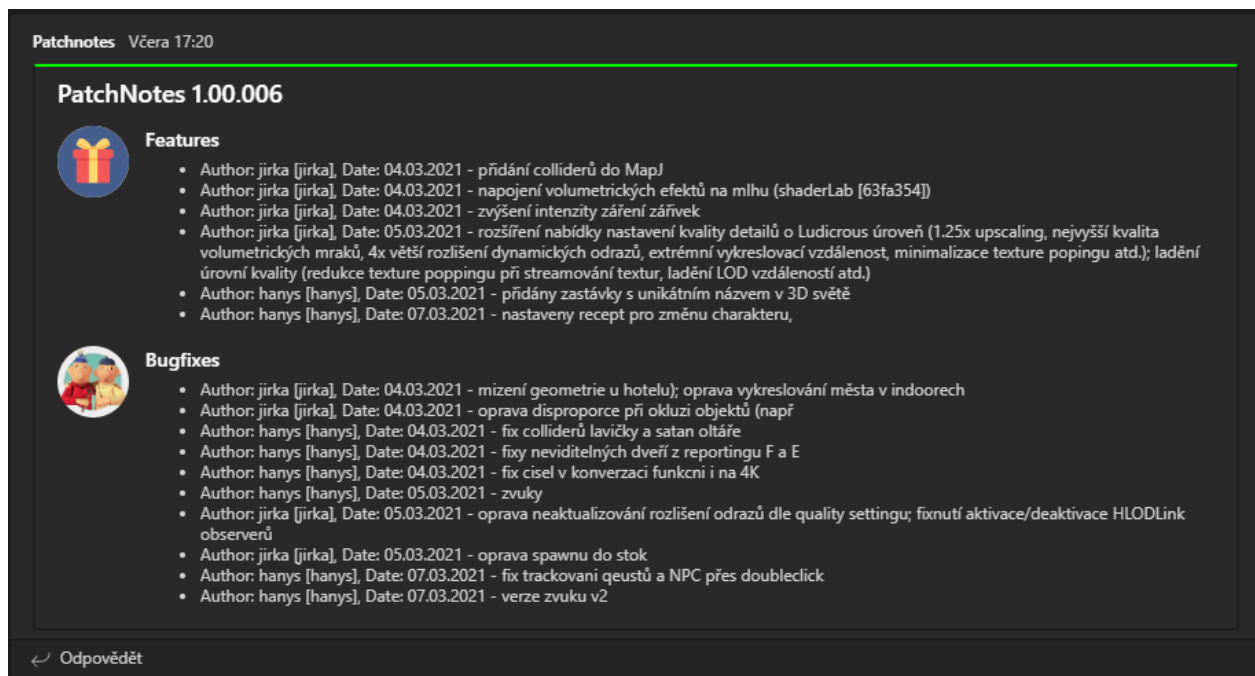 Patchnotes Včera 17:20
PatchNotes 1.00.006
Features
• Author: jirka [jirka], Date: 04.03.2021 - přidání colliderů do MapJ
• Author: jirka [jirka], Date: 04.03.2021 - napojení volumetrických efektů na mlhu (shaderLab [63fa354])
• Author: jirka [jirka], Date: 04.03.2021 - zvýšení intenzity záření zářivek
• Author: jirka [jirka], Date: 05.03.2021 - rozšíření nabídky nastavení kvality detailů o Ludicrous úroveň (1.25x upscaling, nejvyšší kvalita
volumetrických mraků, 4x větší rozlišení dynamických odrazů, extrémní vykreslovací vzdálenost, minimalizace texture popingu atd.); ladění
úrovní kvality (redukce texture poppingu při streamování textur, ladění LOD vzdáleností atd.)
• Author: hanys [hanys], Date: 05.03.2021 - přidány zastávky s unikátním názvem v 3D světě
• Author: hanys [hanys], Date: 07.03.2021 - nastaveny recept pro změnu charakteru,
Bugfixes
• Author: jirka [jirka], Date: 04.03.2021 - mizení geometrie u hotelu); oprava vykreslování města v indoorech
• Author: jirka [jirka], Date: 04.03.2021 - oprava disproporce při okluzi objektů (např
• Author: hanys [hanys], Date: 04.03.2021 - fix colliderů lavičky a satan oltáře
• Author: hanys [hanys], Date: 04.03.2021 - fixy neviditelných dveří z reportingu F a E
• Author: hanys [hanys], Date: 04.03.2021 - fix cisel v konverzaci funkcni i na 4K
• Author: hanys [hanys], Date: 05.03.2021 - zvuky
• Author: jirka [jirka], Date: 05.03.2021 - oprava neaktualizování rozlišení odrazů dle quality settingu; fixnutí aktivace/deaktivace HLODLink
observerů
• Author: jirka [jirka], Date: 05.03.2021 - oprava spawnu do stok
• Author: hanys [hanys], Date: 07.03.2021 - fix trackovani qeustů a NPC přes doubleclick
• Author: hanys [hanys], Date: 07.03.2021 - verze zvuku v2
Odpovědět